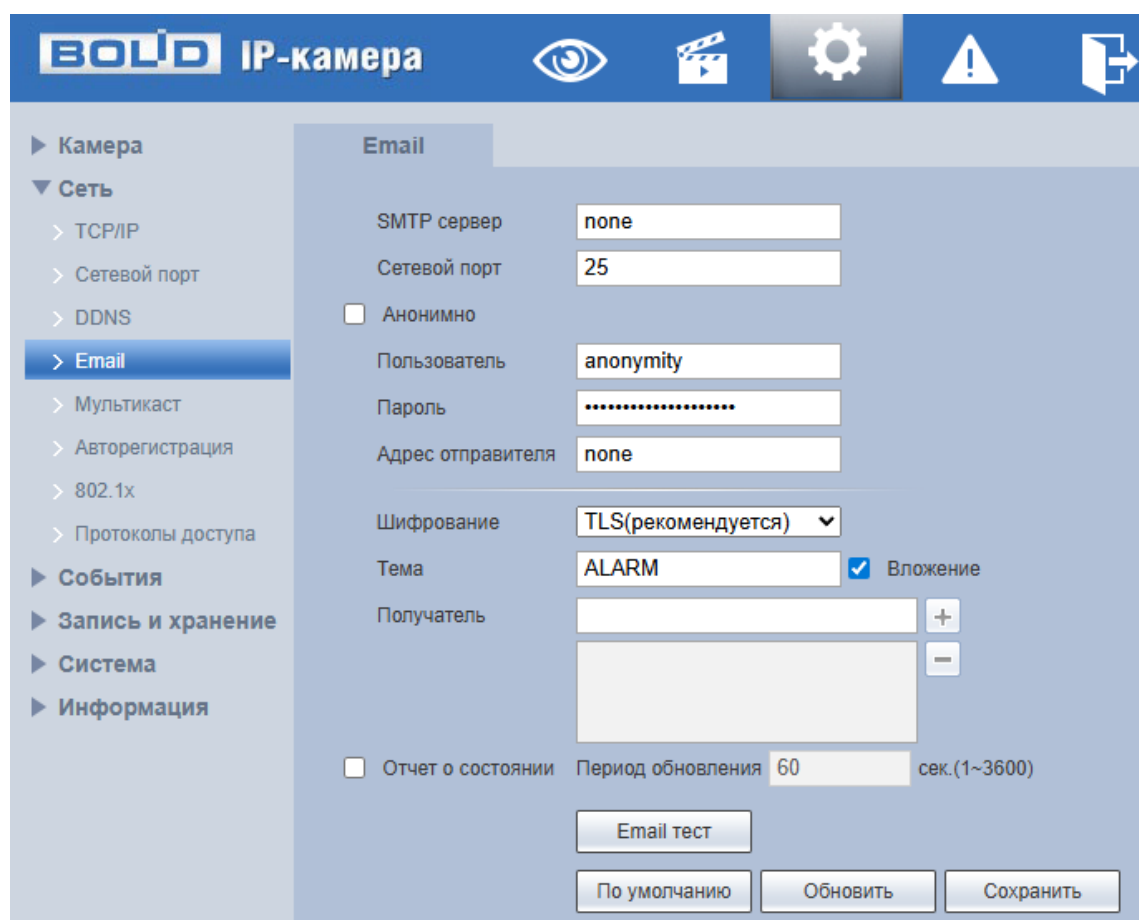 BOLID IP-камера
Камера
Сеть
TCP/IP
Сетевой порт
DDNS
Email
Мультикаст
Авторегистрация
802.1x
Протоколы доступа
События
Запись и хранение
Система
Информация
Email
SMTP сервер none
Сетевой порт 25
Анонимно
Пользователь anonymity
Пароль ••••••••••••••••••••
Адрес отправителя none
Шифрование TLS(рекомендуется)
Тема ALARM Вложение
Получатель
Отчет о состоянии Период обновления 60 сек.(1~3600)
Email тест
По умолчанию Обновить Сохранить